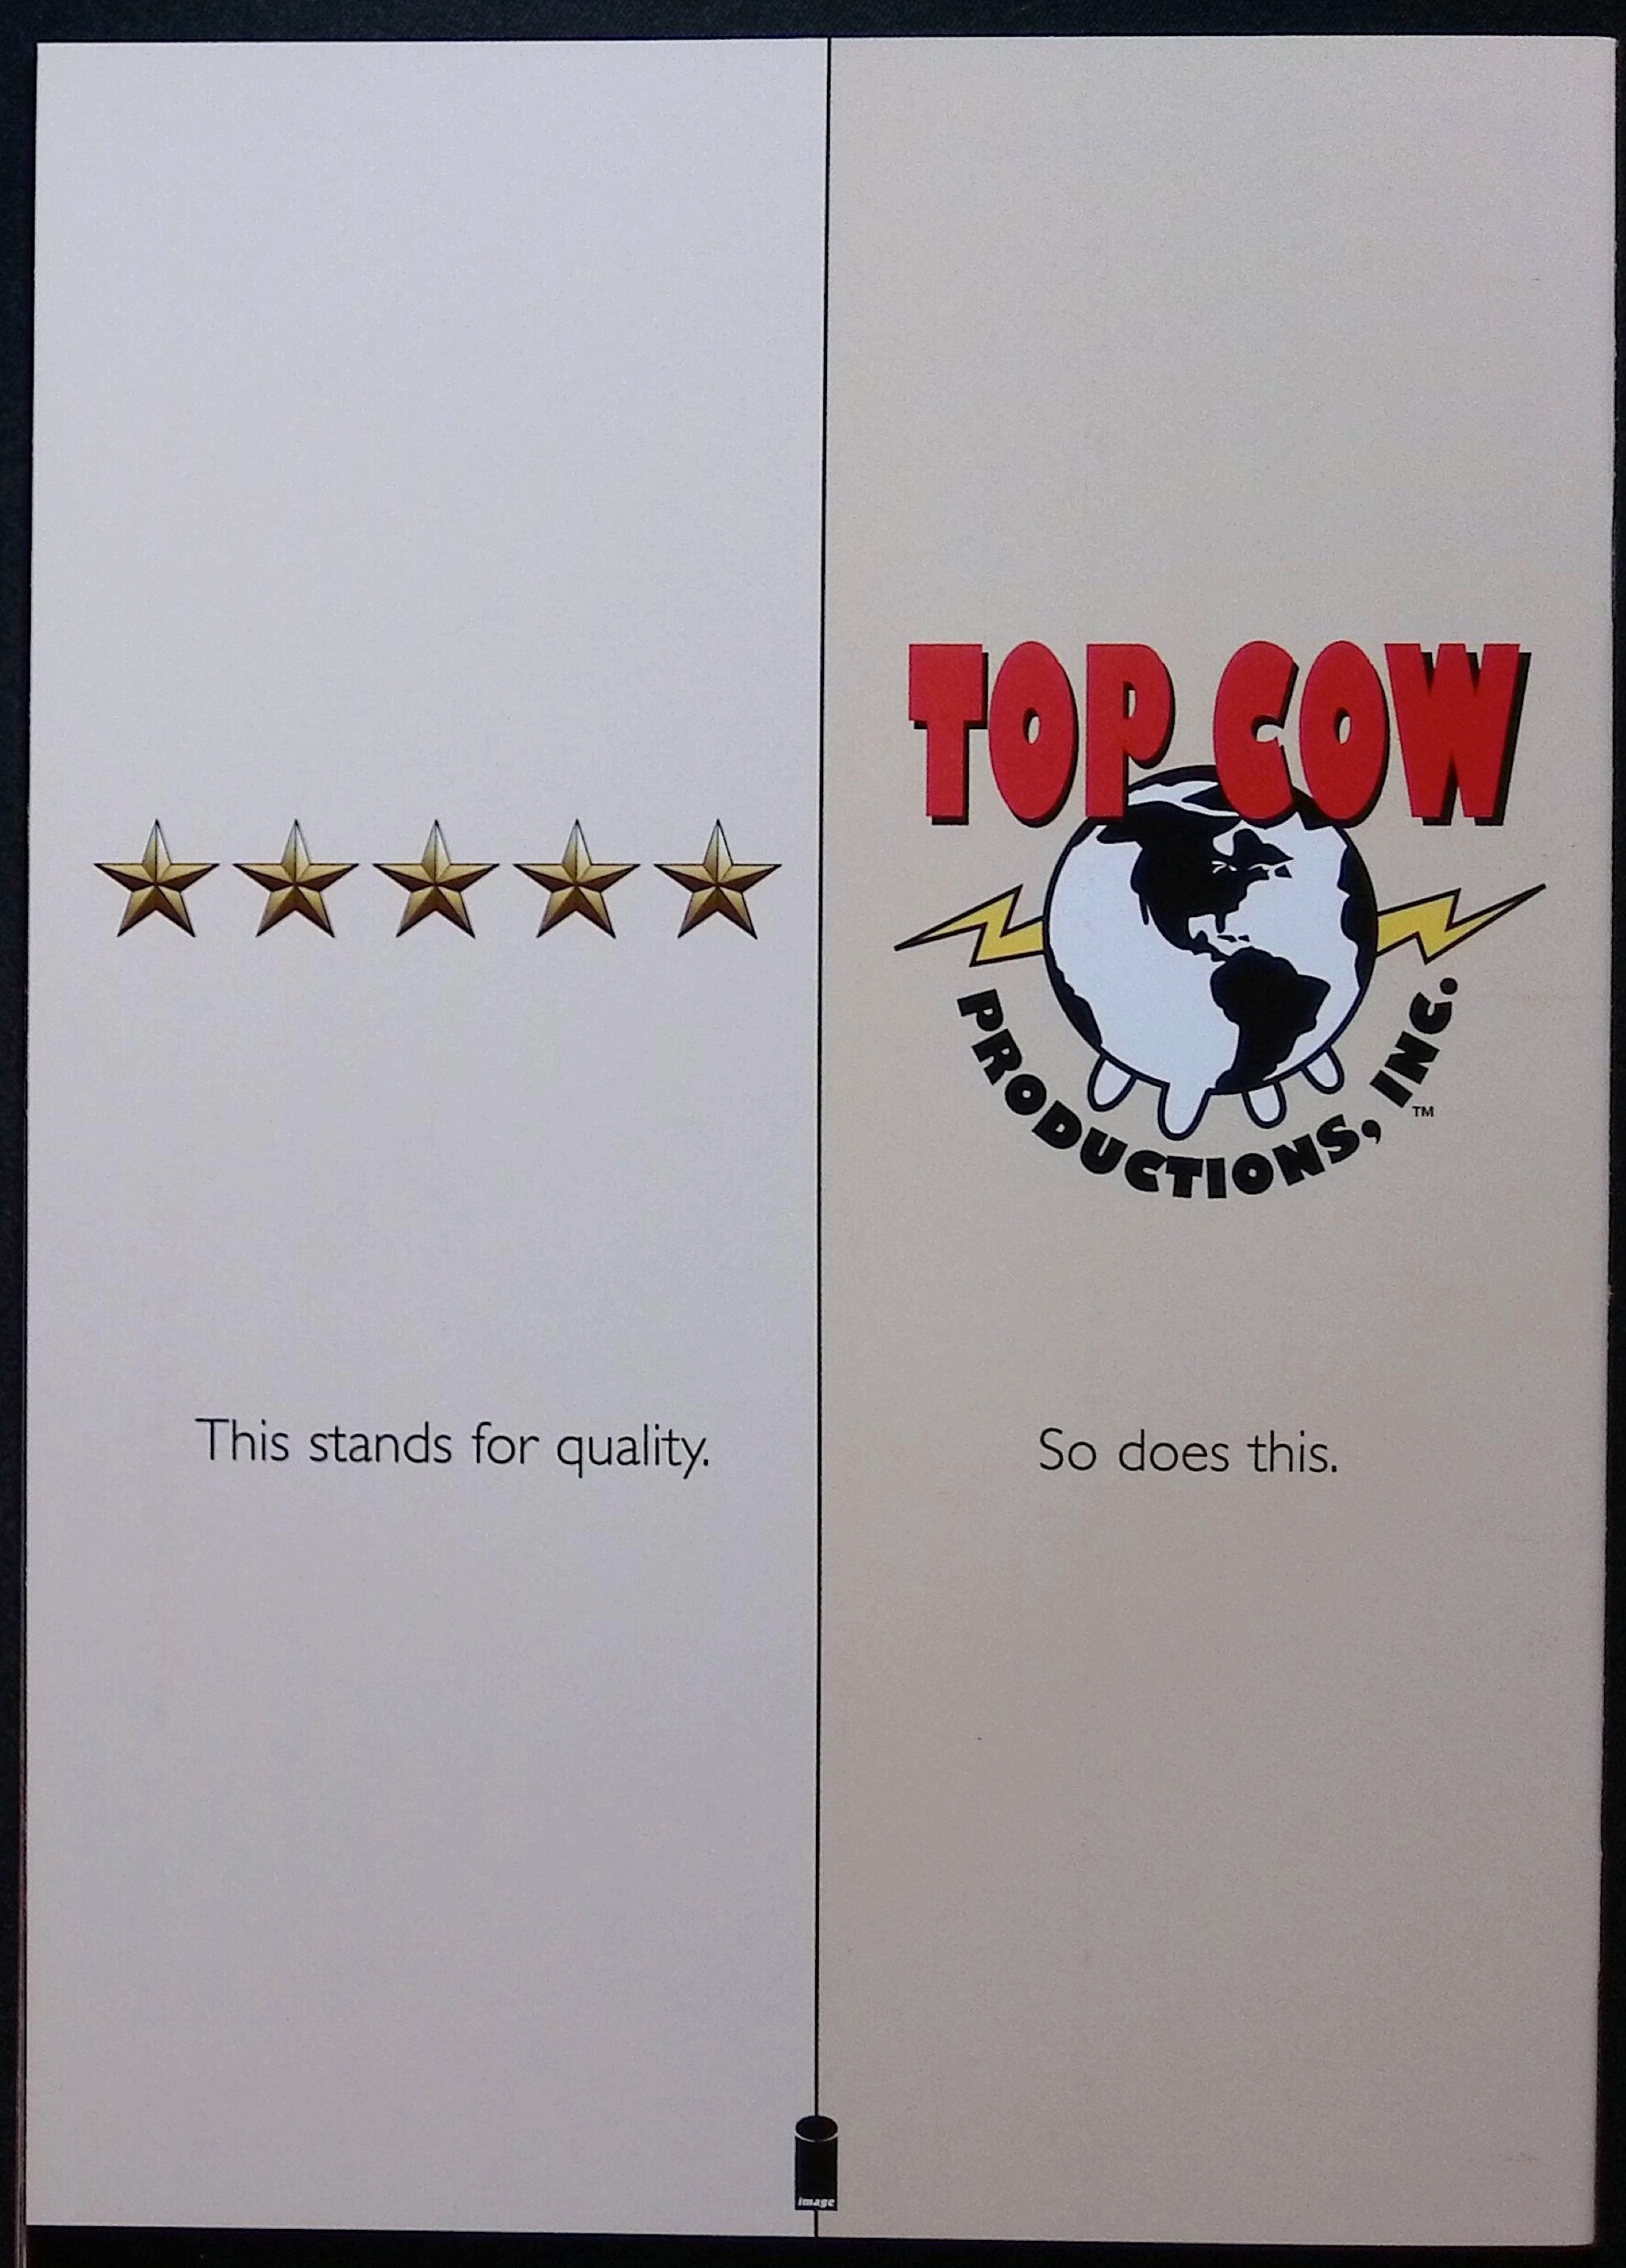 This stands for quality.
TOP COW
PRODUCTIONS, INC.
TM
So does this.
image